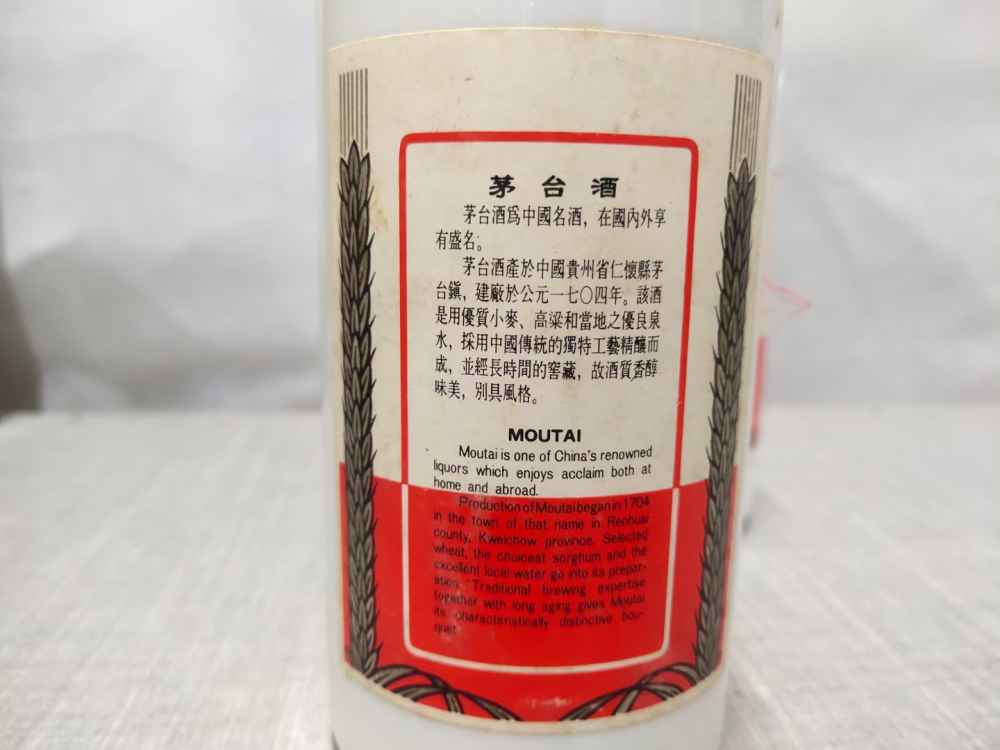 茅台酒
茅台酒爲中國名酒，在國內外享
有盛名。
茅台酒產於中國貴州省仁懷縣茅
台鎭，建廠於公元一七〇四年。該酒
是用優質小麥、高粱和當地之優良泉
水，採用中國傳統的獨特工藝精釀而
成，並經長時間的窖藏，故酒質香醇
味美，別具風格。
MOUTAI
Moutai is one of China's renowned
liquors which enjoys acclaim both at
home and abroad.
Production of Moutai began in 1704
in the town of that name in Renhuai
county, Kweichow province. Selected
wheat, the choicest sorghum and the
excellent local water go into its prepar-
ation. Traditional brewing expertise
together with long aging gives Moutai
its characteristically distinctive bou-
quet.